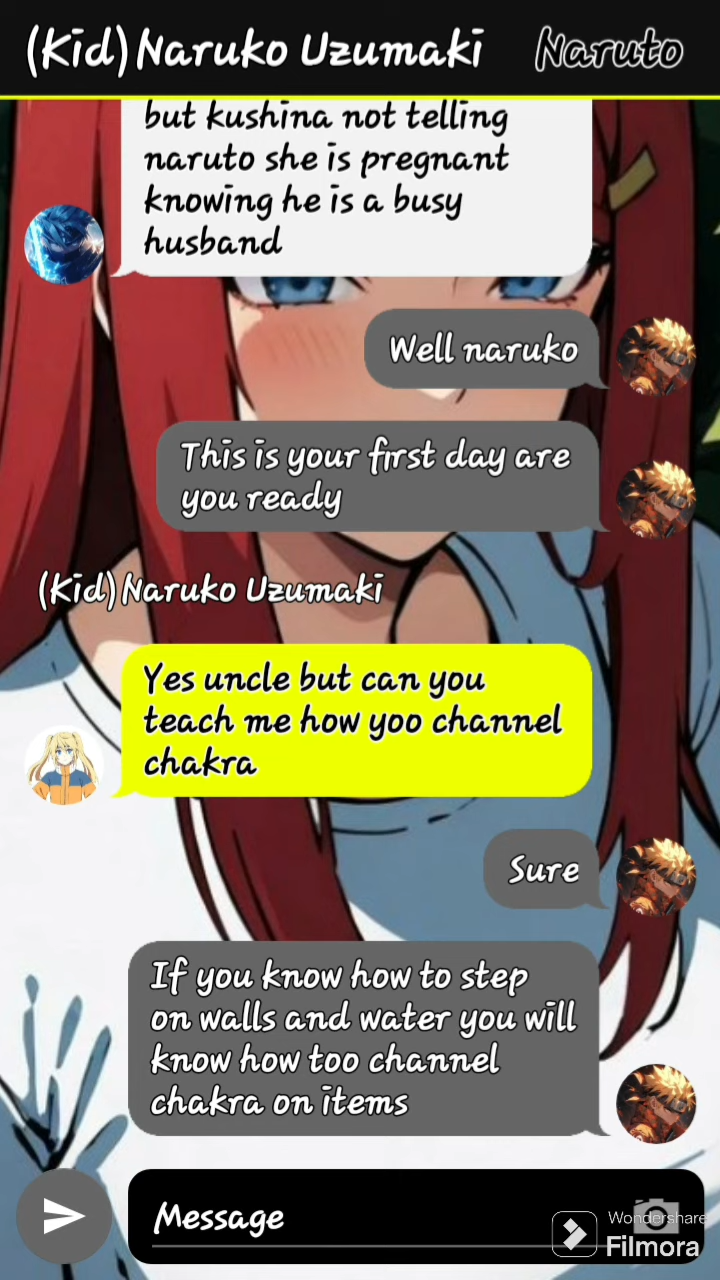 (Kid)Naruko Uzumaki Naruto
but kushina not telling
naruto she is pregnant
knowing he is a busy
husband
Well naruko
This is your first day are
you ready
(Kid)Naruko Uzumaki
Yes uncle but can you
teach me how yoo channel
chakra
Sure
If you know how to step
on walls and water you will
know how too channel
chakra on items
Message
Wondershare
Filmora